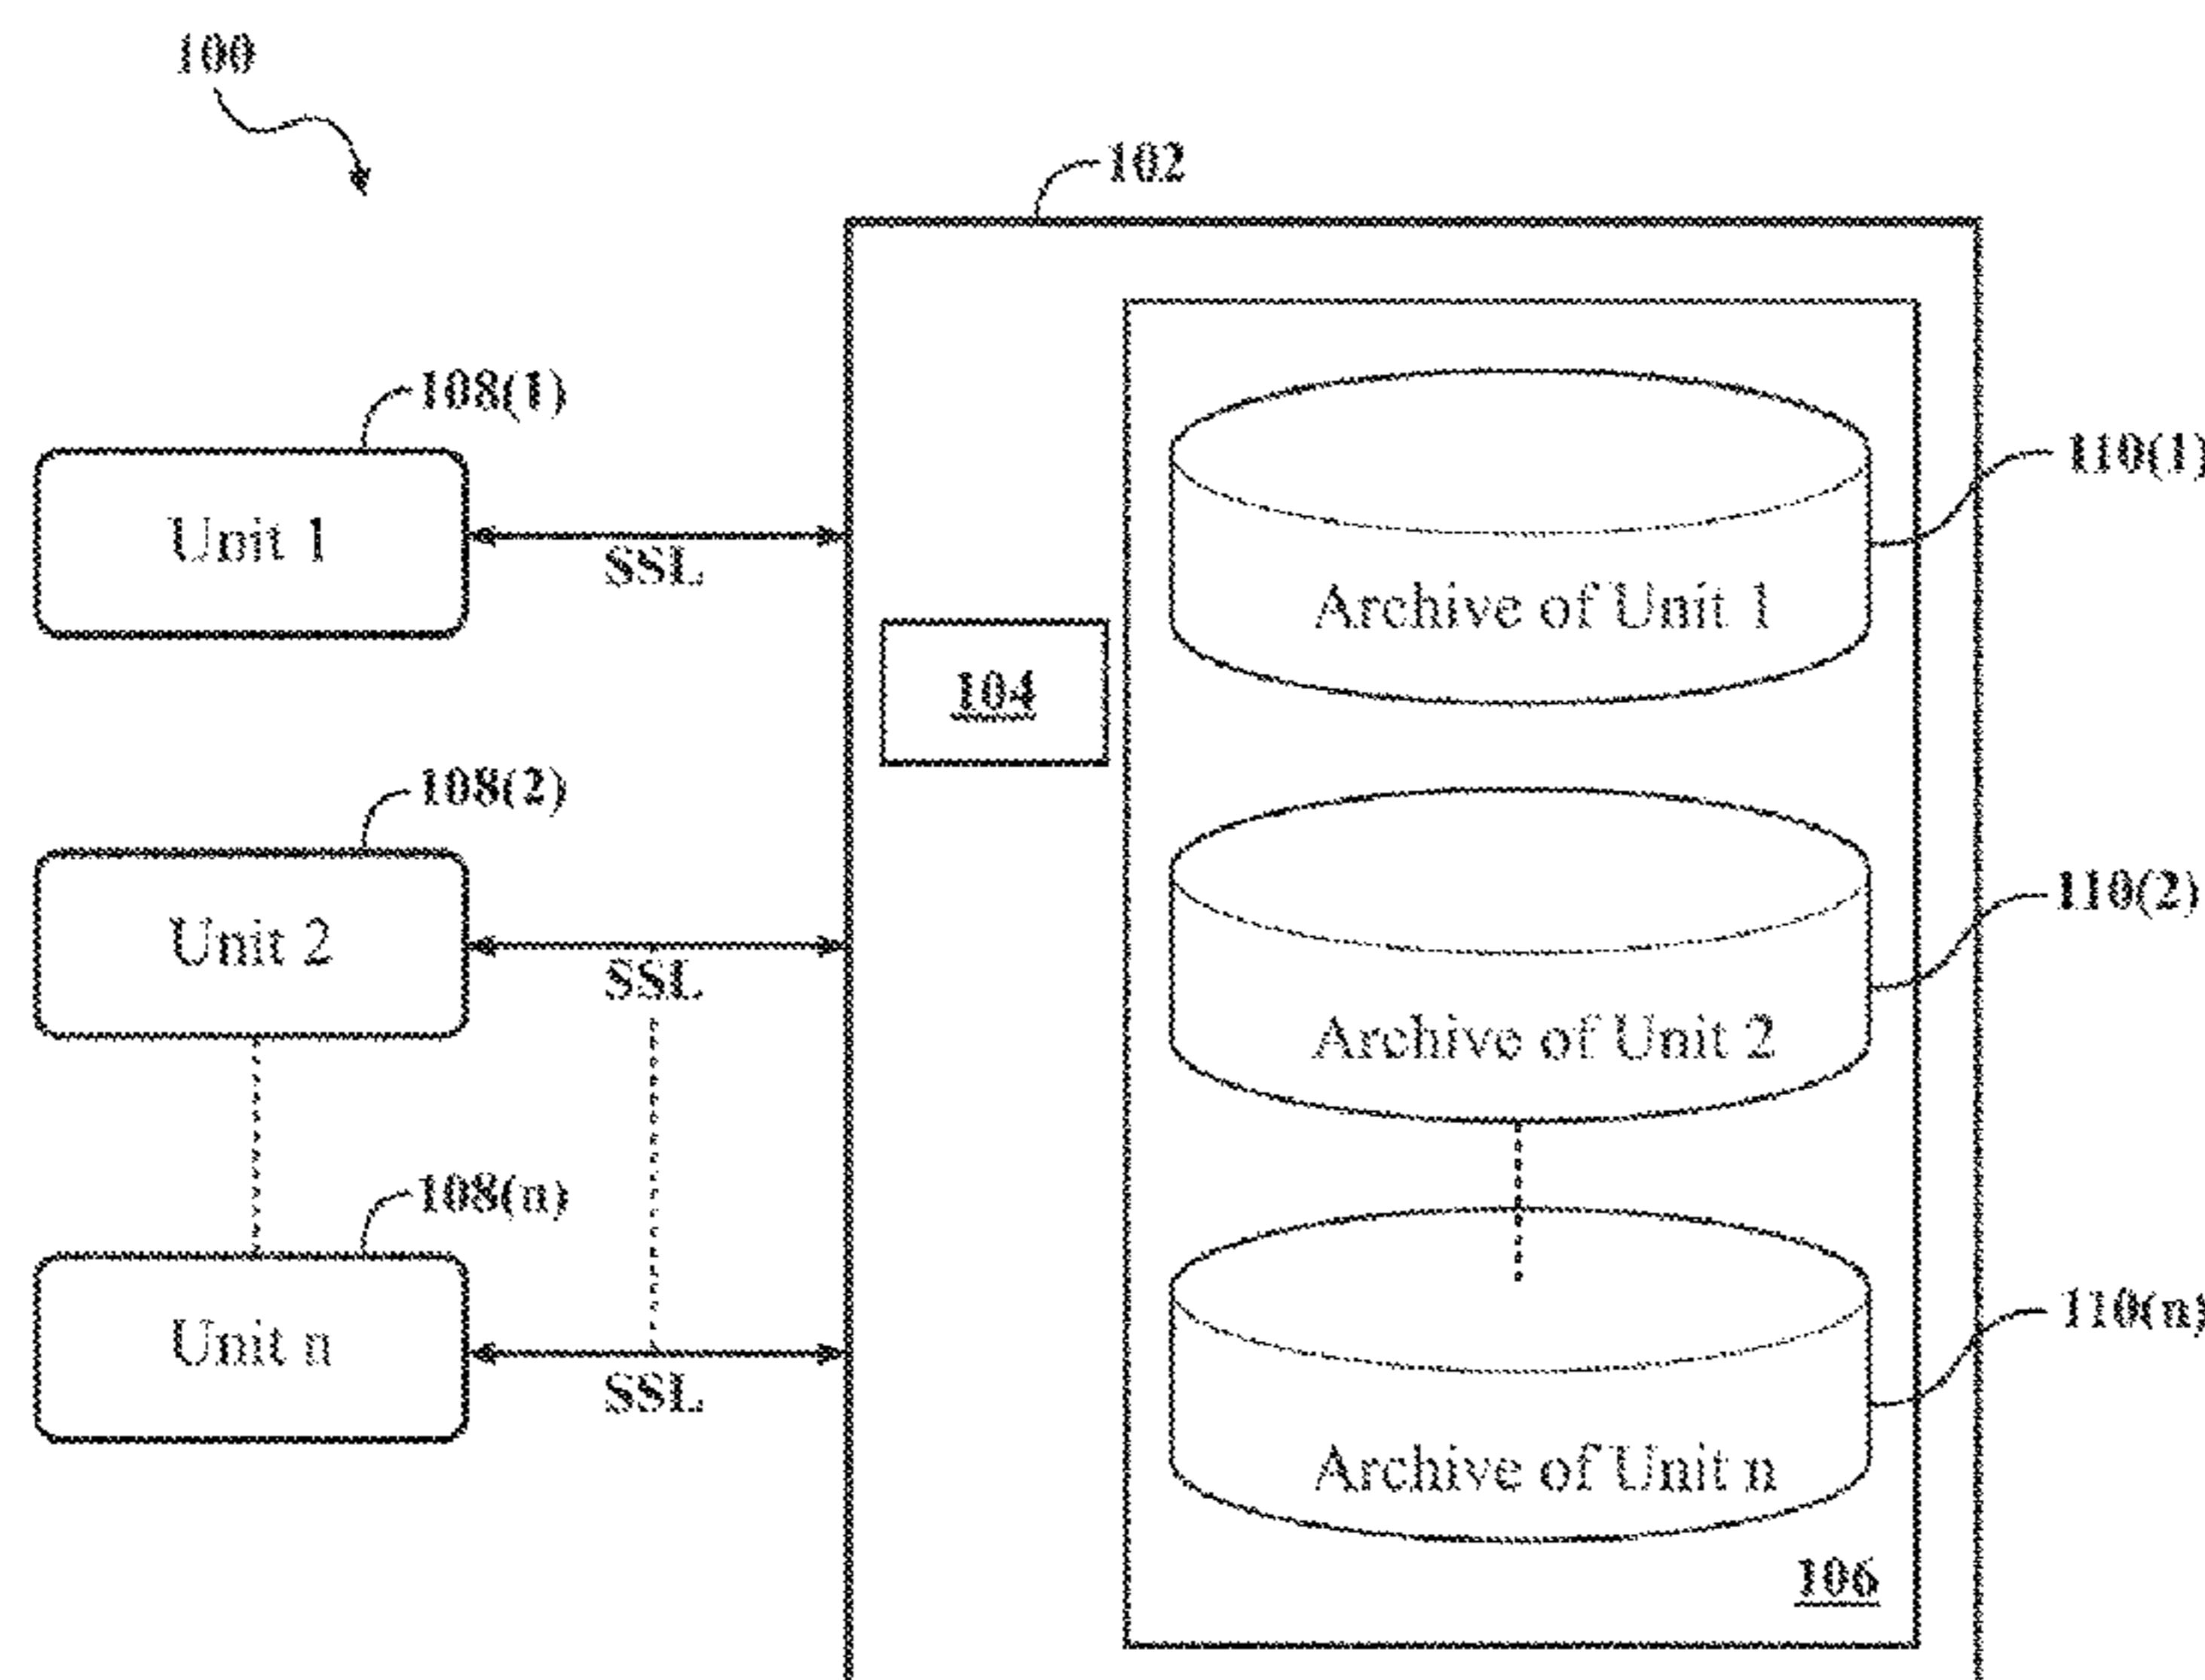 100
102
108(1)
110(1)
Unit 1
SSL
Archive of Unit 1
104
108(2)
110(2)
Unit 2
SSL
Archive of Unit 2
108(n)
110(n)
Unit n
SSL
Archive of Unit n
106